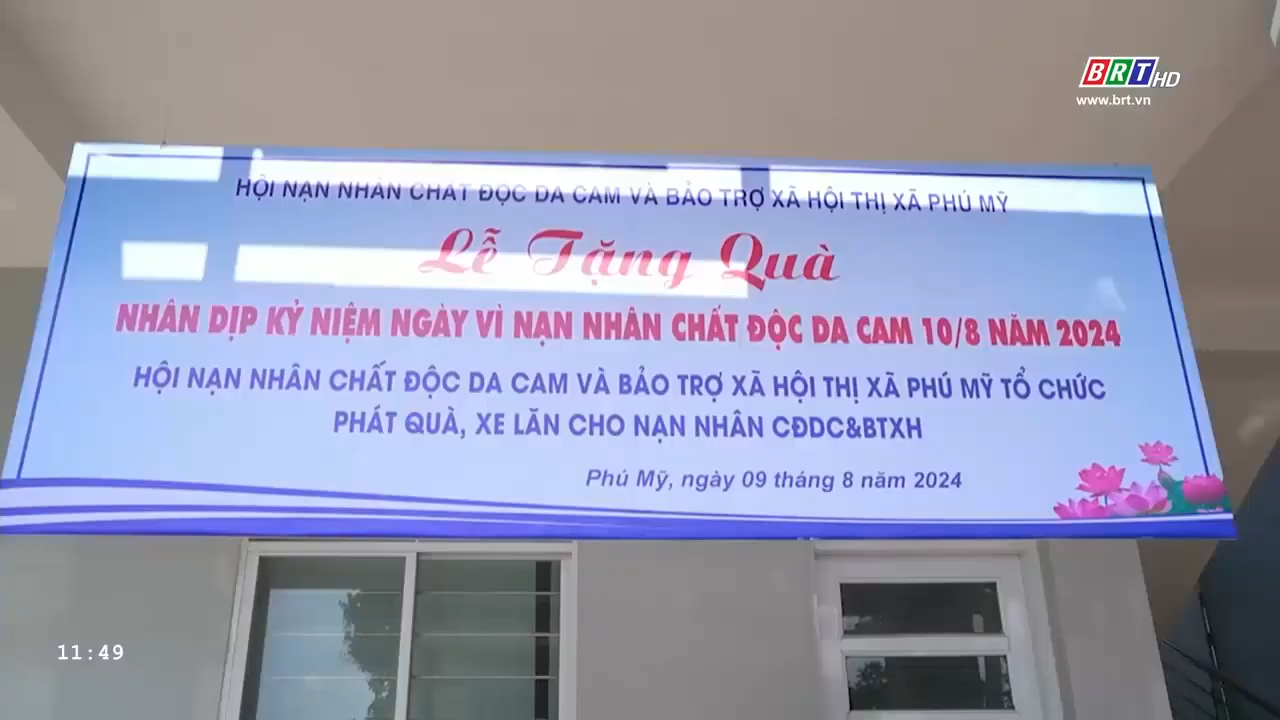 BRT HD
www.brt.vn
HỘI NẠN NHÂN CHẤT ĐỘC DA CAM VÀ BẢO TRỢ XÃ HỘI THỊ XÃ PHÚ MỸ
Lễ Tặng Quà
NHÂN DỊP KỶ NIỆM NGÀY VÌ NẠN NHÂN CHẤT ĐỘC DA CAM 10/8 NĂM 2024
HỘI NẠN NHÂN CHẤT ĐỘC DA CAM VÀ BẢO TRỢ XÃ HỘI THỊ XÃ PHÚ MỸ TỔ CHỨC
PHÁT QUÀ, XE LĂN CHO NẠN NHÂN CĐDC&BTXH
Phú Mỹ, ngày 09 tháng 8 năm 2024
11:49